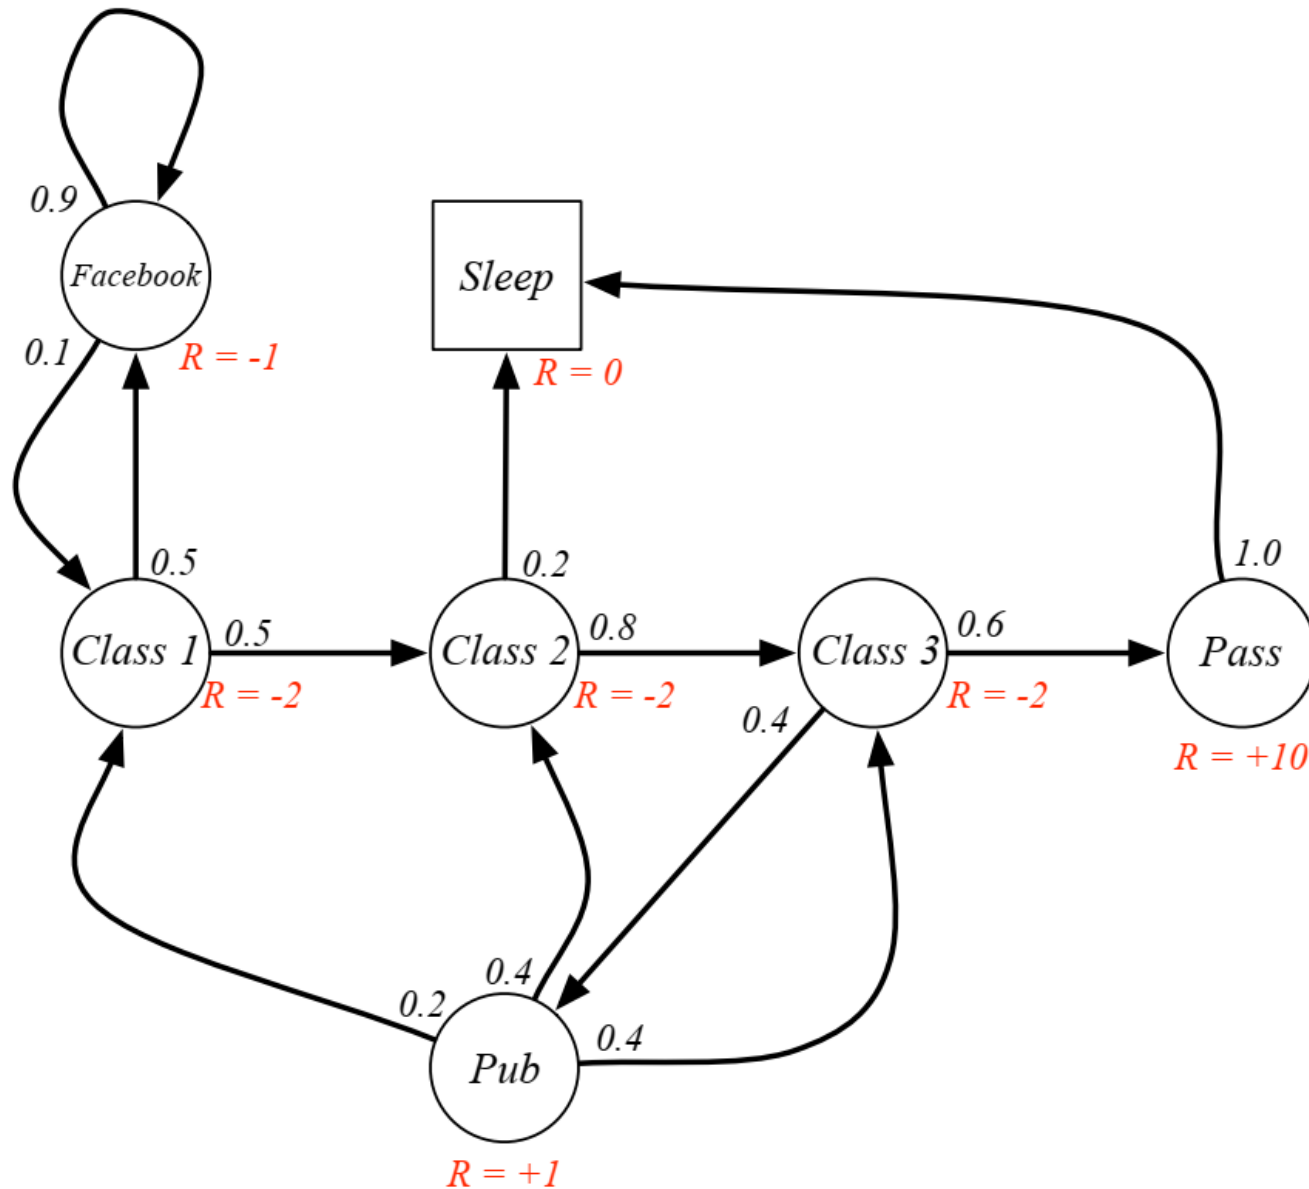 0.9
Facebook
0.1
R = -1
Sleep
R = 0
0.5
0.2
1.0
Class 1
0.5
R = -2
Class 2
0.8
R = -2
Class 3
0.6
R = -2
Pass
R = +10
0.4
0.4
0.2
0.4
Pub
R = +1